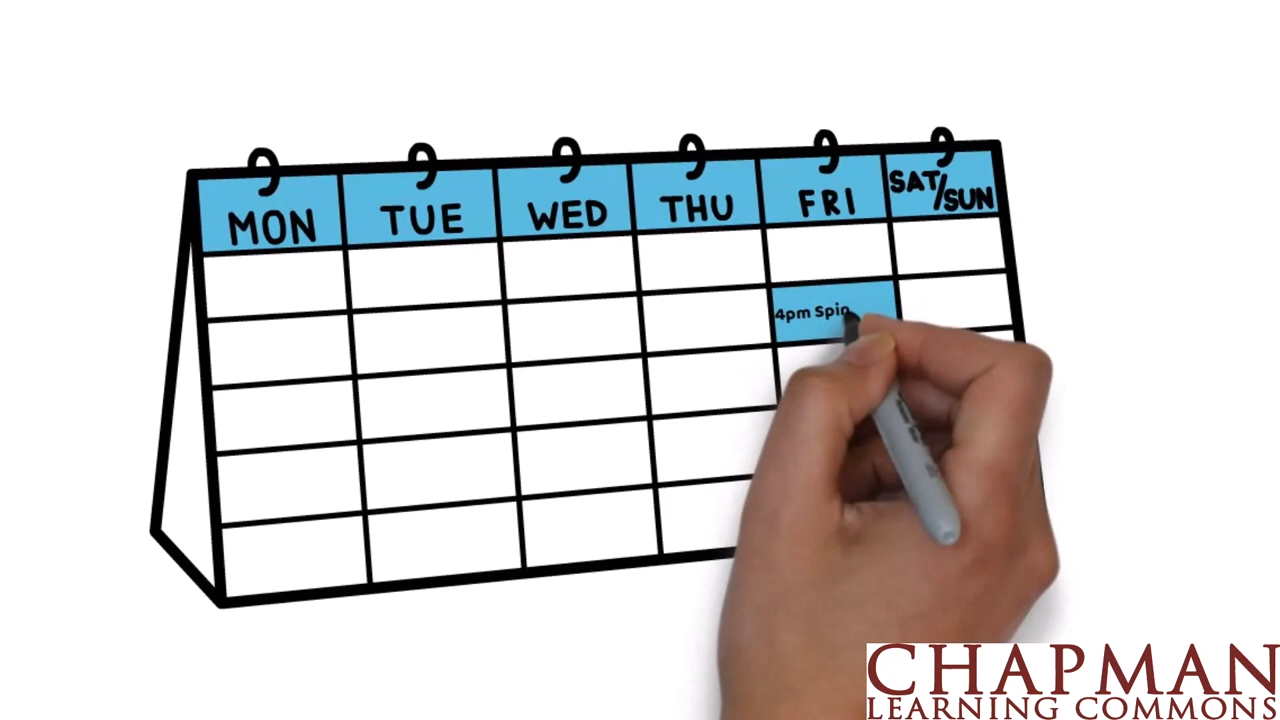 MON TUE WED THU FRI SAT/SUN
4pm Spin
CHAPMAN
LEARNING COMMONS